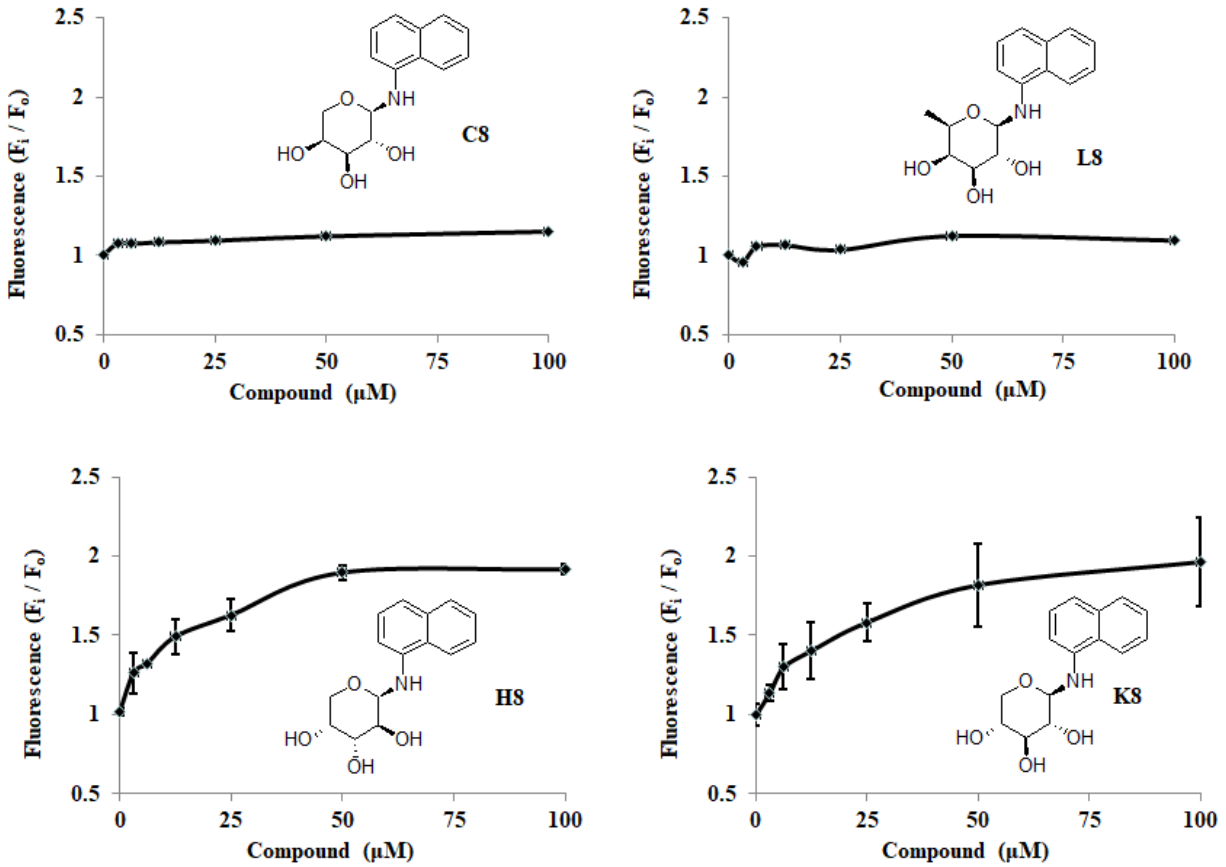 2.5
2
1.5
1
0.5
Fluorescence (Fi / Fo)
0
25
50
75
100
Compound (µM)
O
NH
HO
OH
OH
C8
2.5
2
1.5
1
0.5
Fluorescence (Fi / Fo)
0
25
50
75
100
Compound (µM)
O
NH
HO
OH
OH
L8
2.5
2
1.5
1
0.5
Fluorescence (Fi / Fo)
0
25
50
75
100
Compound (µM)
O
NH
HO
OH
OH
H8
2.5
2
1.5
1
0.5
Fluorescence (Fi / Fo)
0
25
50
75
100
Compound (µM)
O
NH
HO
OH
OH
K8